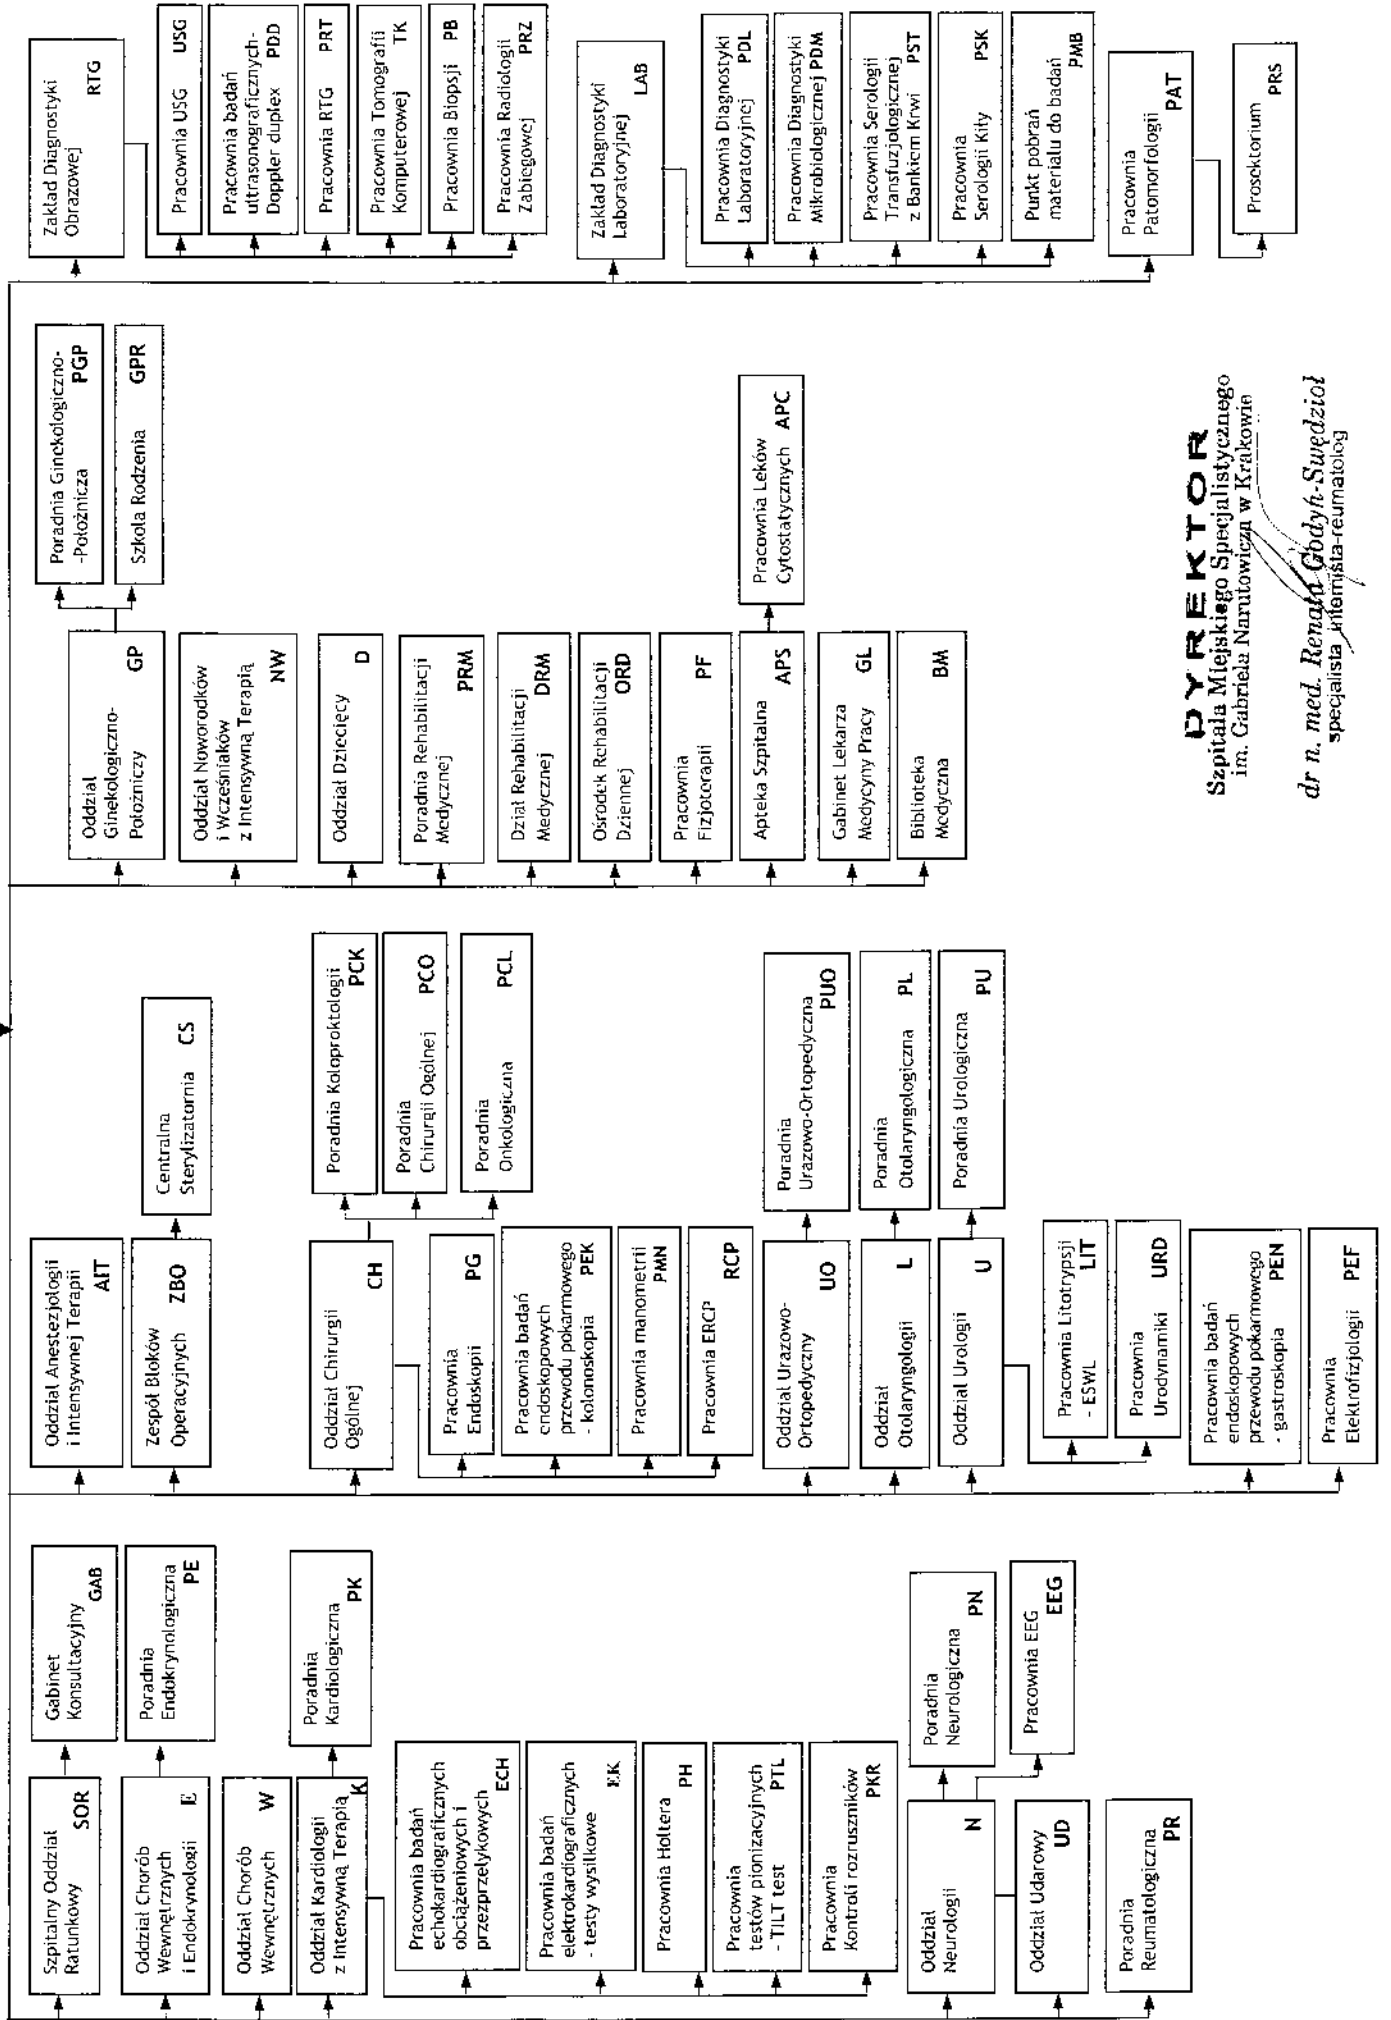 Szpitalny Oddział
Ratunkowy SOR
Gabinet
Konsultacyjny
GAB
Oddział Chorób
Wewnętrznych
i Endokrynologii E
Poradnia
Endokrynologiczna
PE
Oddział Chorób
Wewnętrznych W
Oddział Kardiologii
z Intensywną Terapią
K
Poradnia
Kardiologiczna
PK
Pracownia badań
echokardiograficznych
obciążeniowych i
przezprzełykowych ECH
Pracownia badań
elektrokardiograficznych
- testy wysiłkowe EK
Pracownia Holtera
PH
Pracownia
testów pionizacyjnych
- TILT test PTL
Pracownia
Kontroli rozruszników
PKR
Oddział
Neurologii N
Poradnia
Neurologiczna
PN
Pracownia EEG
EEG
Oddział Udarowy
UD
Poradnia
Reumatologiczna
PR
Oddział Anestezjologii
i Intensywnej Terapii
AIT
Zespół Bloków
Operacyjnych ZBO
Centralna
Sterylizatornia CS
Oddział Chirurgii
Ogólnej
CH
Poradnia Koloproktologii
PCK
Poradnia
Chirurgii Ogólnej PCO
Poradnia
Onkologiczna PCL
Pracownia
Endoskopii PG
Pracownia badań
endoskopowych
przewodu pokarmowego
- kolonoskopia PEK
Pracownia manometrii
PMN
Pracownia ERCP
RCP
Oddział Urazowo-
Ortopedyczny UO
Poradnia
Urazowo-Ortopedyczna
PUO
Oddział
Otolaryngologii L
Poradnia
Otolaryngologiczna PL
Oddział Urologii
U
Poradnia Urologiczna
PU
Pracownia Litotrypsji
- ESWL LIT
Pracownia
Urodynamiki URD
Pracownia badań
endoskopowych
przewodu pokarmowego
- gastroskopia PEN
Pracownia
Elektrofizjologii PEF
Oddział
Ginekologiczno-
Położniczy GP
Poradnia Ginekologiczno-
-Położnicza PGP
Szkoła Rodzenia GPR
Oddział Noworodków
i Wcześniaków
z Intensywną Terapią
NW
Oddział Dziecięcy
D
Poradnia Rehabilitacji
Medycznej
PRM
Dział Rehabilitacji
Medycznej DRM
Ośrodek Rehabilitacji
Dziennej ORD
Pracownia
Fizjoterapii PF
Apteka Szpitalna
APS
Pracownia Leków
Cytostatycznych APC
Gabinet Lekarza
Medycyny Pracy GL
Biblioteka
Medyczna BM
Zakład Diagnostyki
Obrazowej
RTG
Pracownia USG USG
Pracownia badań
ultrasonograficznych-
Doppler duplex PDD
Pracownia RTG PRT
Pracownia Tomografii
Komputerowej TK
Pracownia Biopsji PB
Pracownia Radiologii
Zabiegowej PRZ
Zakład Diagnostyki
Laboratoryjnej
LAB
Pracownia Diagnostyki
Laboratoryjnej PDL
Pracownia Diagnostyki
Mikrobiologicznej PDM
Pracownia Serologii
Transfuzjologicznej
z Bankiem Krwi PST
Pracownia
Serologii Kiły PSK
Punkt pobrań
materiału do badań
PMB
Pracownia
Patomorfologii
PAT
Prosektorium
PRS
DYREKTOR
Szpitala Miejskiego Specjalistycznego
im. Gabriela Narutowicza w Krakowie
dr n. med. Renata Godyń-Swędzioł
specjalista internista-reumatolog